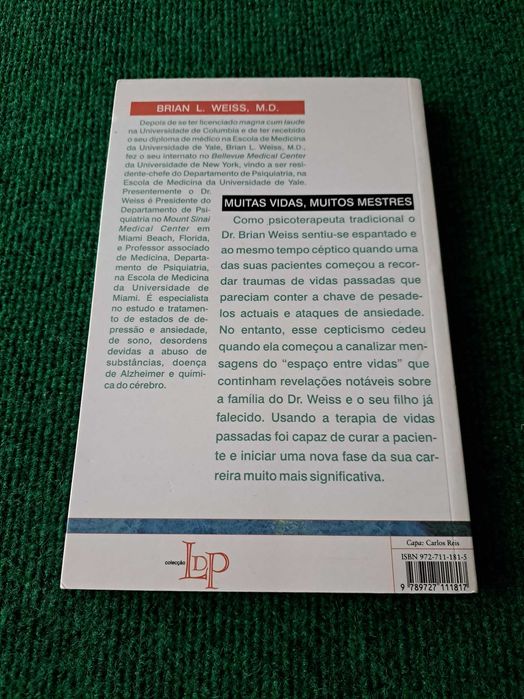 BRIAN L. WEISS, M.D.
Depois de se ter licenciado magna cum laude
na Universidade de Columbia e de ter recebido
o seu diploma de médico na Escola de Medicina
da Universidade de Yale, Brian L. Weiss, M.D.,
fez o seu internato no Bellevue Medical Center
da Universidade de New York, vindo a ser resi-
dente-chefe do Departamento de Psiquiatria, na
Escola de Medicina da Universidade de Yale.
Presentemente o Dr.
Weiss é Presidente do
Departamento de Psi-
quiatria no Mount Sinai
Medical Center em
Miami Beach, Florida,
e Professor associado
de Medicina, Departa-
mento de Psiquiatria,
na Escola de Medicina
da Universidade de
Miami. É especialista
no estudo e tratamen-
to de estados de de-
pressão e ansiedade,
de sono, desordens
devidas a abuso de
substâncias, doença
de Alzheimer e quími-
ca do cérebro.
MUITAS VIDAS, MUITOS MESTRES
Como psicoterapeuta tradicional o
Dr. Brian Weiss sentiu-se espantado e
ao mesmo tempo céptico quando uma
das suas pacientes começou a recor-
dar traumas de vidas passadas que
pareciam conter a chave de pesade-
los actuais e ataques de ansiedade.
No entanto, esse cepticismo cedeu
quando ela começou a canalizar men-
sagens do "espaço entre vidas" que
continham revelações notáveis sobre
a família do Dr. Weiss e o seu filho já
falecido. Usando a terapia de vidas
passadas foi capaz de curar a pacien-
te e iniciar uma nova fase da sua car-
reira muito mais significativa.
colecção
LDP
Capa: Carlos Reis
ISBN 972-711-181-5
9 789727 111817